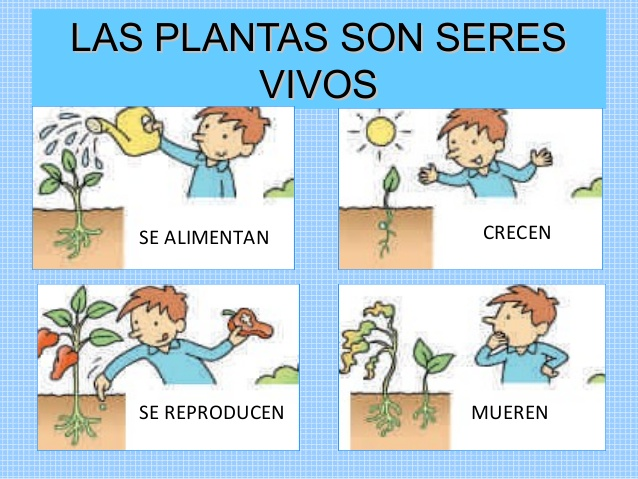 LAS PLANTAS SON SERES
VIVOS
SE ALIMENTAN
CRECEN
SE REPRODUCEN
MUEREN